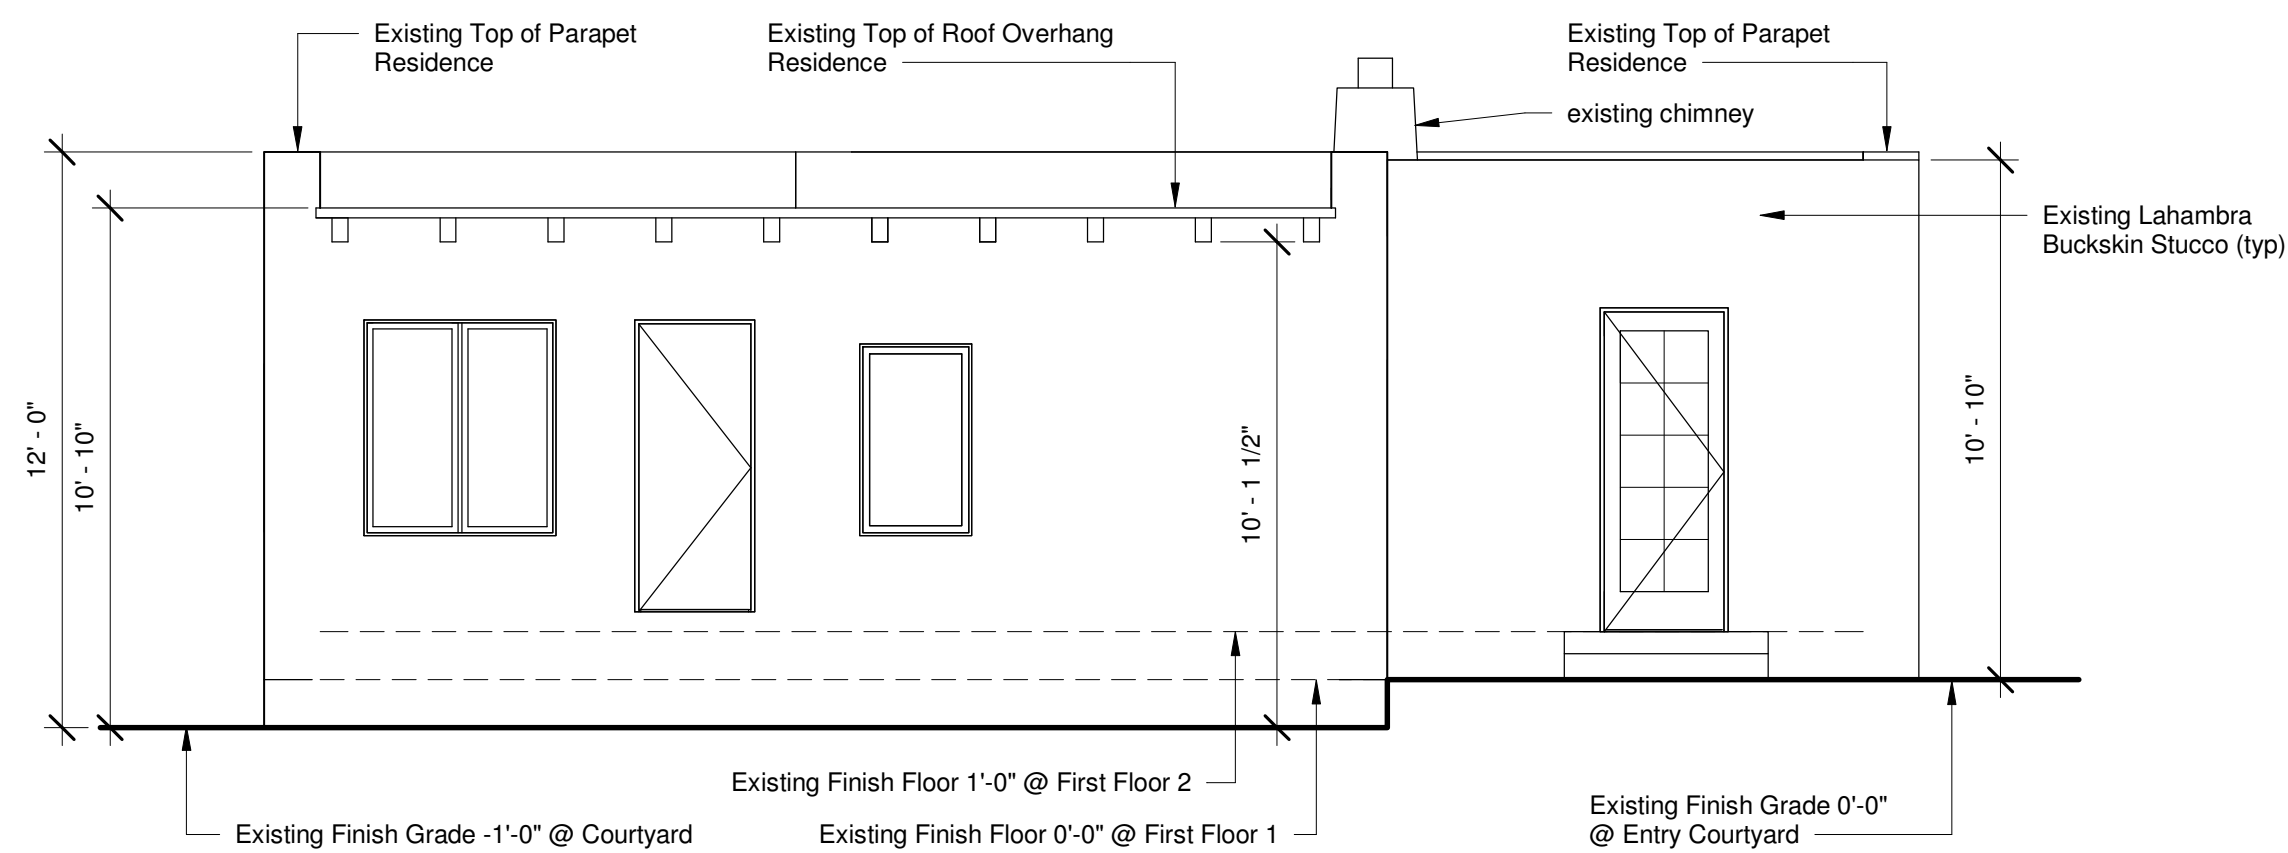 Existing Top of Parapet
Residence
Existing Top of Roof Overhang
Residence
Existing Top of Parapet
Residence
existing chimney
Existing Lahambra
Buckskin Stucco (typ)
12' - 0"
10' - 10"
10' - 1 1/2"
10' - 10"
Existing Finish Floor 1'-0" @ First Floor 2
Existing Finish Grade -1'-0" @ Courtyard
Existing Finish Floor 0'-0" @ First Floor 1
Existing Finish Grade 0'-0"
@ Entry Courtyard